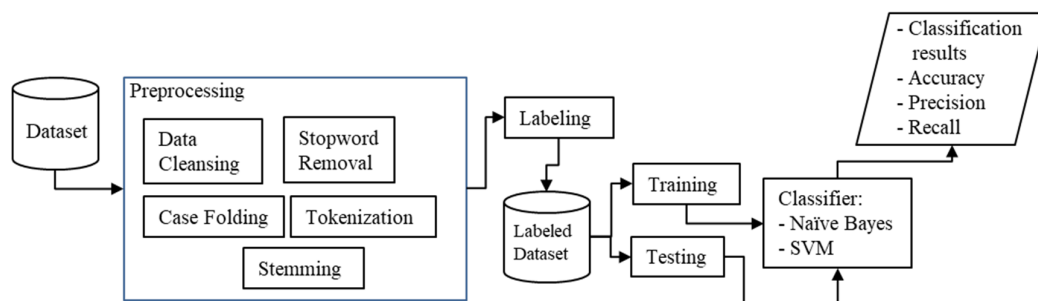 Dataset
Preprocessing
Data
Cleansing
Stopword
Removal
Case Folding
Tokenization
Stemming
Labeling
Labeled
Dataset
Training
Testing
Classifier:
- Naïve Bayes
- SVM
- Classification
results
- Accuracy
- Precision
- Recall